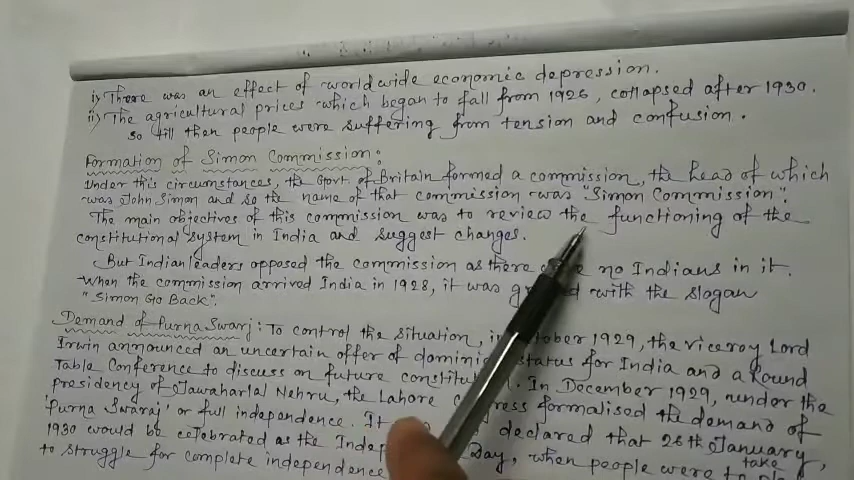 i) There was an effect of worldwide economic depression.
ii) The agricultural prices which began to fall from 1926, collapsed after 1930.
so till then people were suffering from tension and confusion.
Formation of Simon Commission:
Under this circumstances, the Govt. of Britain formed a commission, the head of which
was John Simon and so the name of that commission was "Simon Commission".
The main objectives of this commission was to review the functioning of the
constitutional system in India and suggest changes.
But Indian leaders opposed the commission as there no Indians in it.
When the commission arrived India in 1928, it was with the slogan
"Simon Go Back".
Demand of Purna Swarj: To control the situation, in 1929, the viceroy Lord
Irwin announced an uncertain offer of status for India and a Round
Table Conference to discuss on future In December 1929, under the
presidency of Jawaharlal Nehru, the Lahore formalised the demand of
'Purna Swaraj' or full independence. It declared that 26th January,
1930 would be celebrated as the Day, when people were to take
to struggle for complete independence